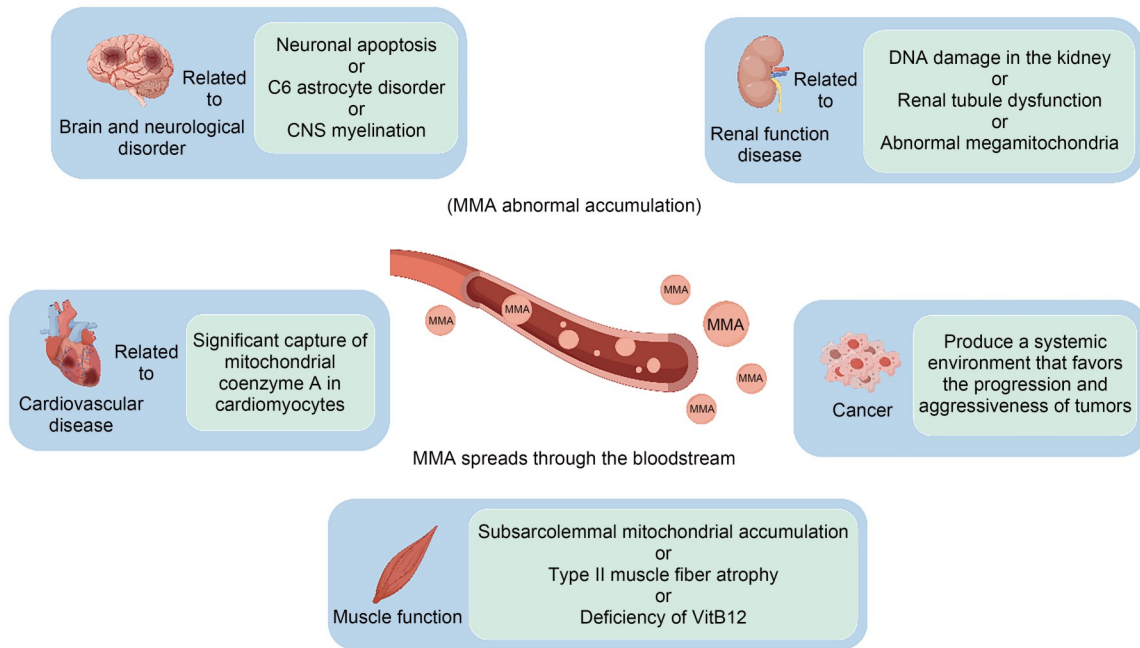 Related
to
Brain and neurological
disorder
Neuronal apoptosis
or
C6 astrocyte disorder
or
CNS myelination
Related
to
Renal function
disease
DNA damage in the kidney
or
Renal tubule dysfunction
or
Abnormal megamitochondria
(MMA abnormal accumulation)
Related
to
Cardiovascular
disease
Significant capture of
mitochondrial
coenzyme A in
cardiomyocytes
MMA
MMA
MMA
MMA
MMA
MMA
Cancer
Produce a systemic
environment that favors
the progression and
aggressiveness of tumors
MMA spreads through the bloodstream
Muscle function
Subsarcolemmal mitochondrial accumulation
or
Type II muscle fiber atrophy
or
Deficiency of VitB12